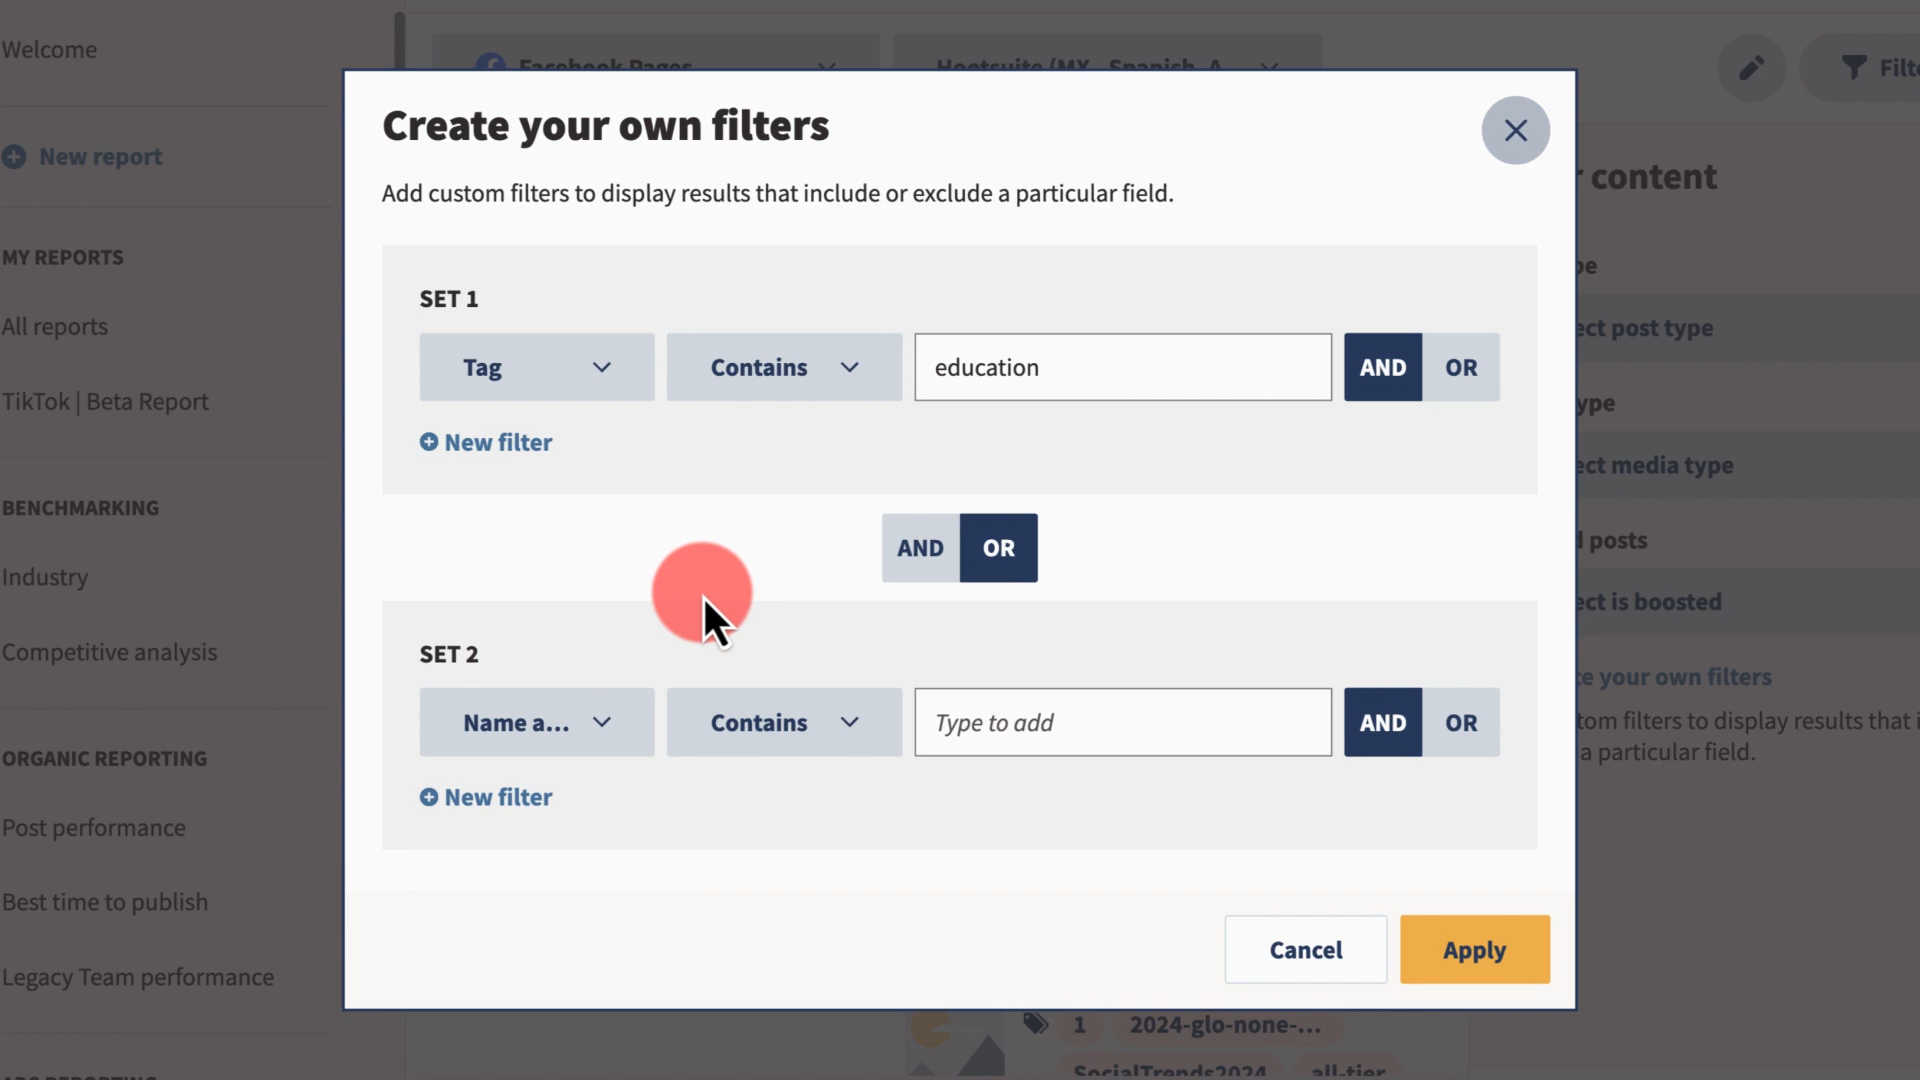 Welcome
New report
MY REPORTS
All reports
TikTok | Beta Report
BENCHMARKING
Industry
Competitive analysis
ORGANIC REPORTING
Post performance
Best time to publish
Legacy Team performance
Facebook Pages
Hootsuite (MX - Spanish, A
Create your own filters
Add custom filters to display results that include or exclude a particular field.
SET 1
Tag Contains education AND OR
New filter
AND OR
SET 2
Name a... Contains Type to add AND OR
New filter
Cancel Apply
content
ect post type
ype
ect media type
posts
ect is boosted
your own filters
tom filters to display results that
a particular field.
1 2024-glo-none-...
SocialTrends2024 all-tier